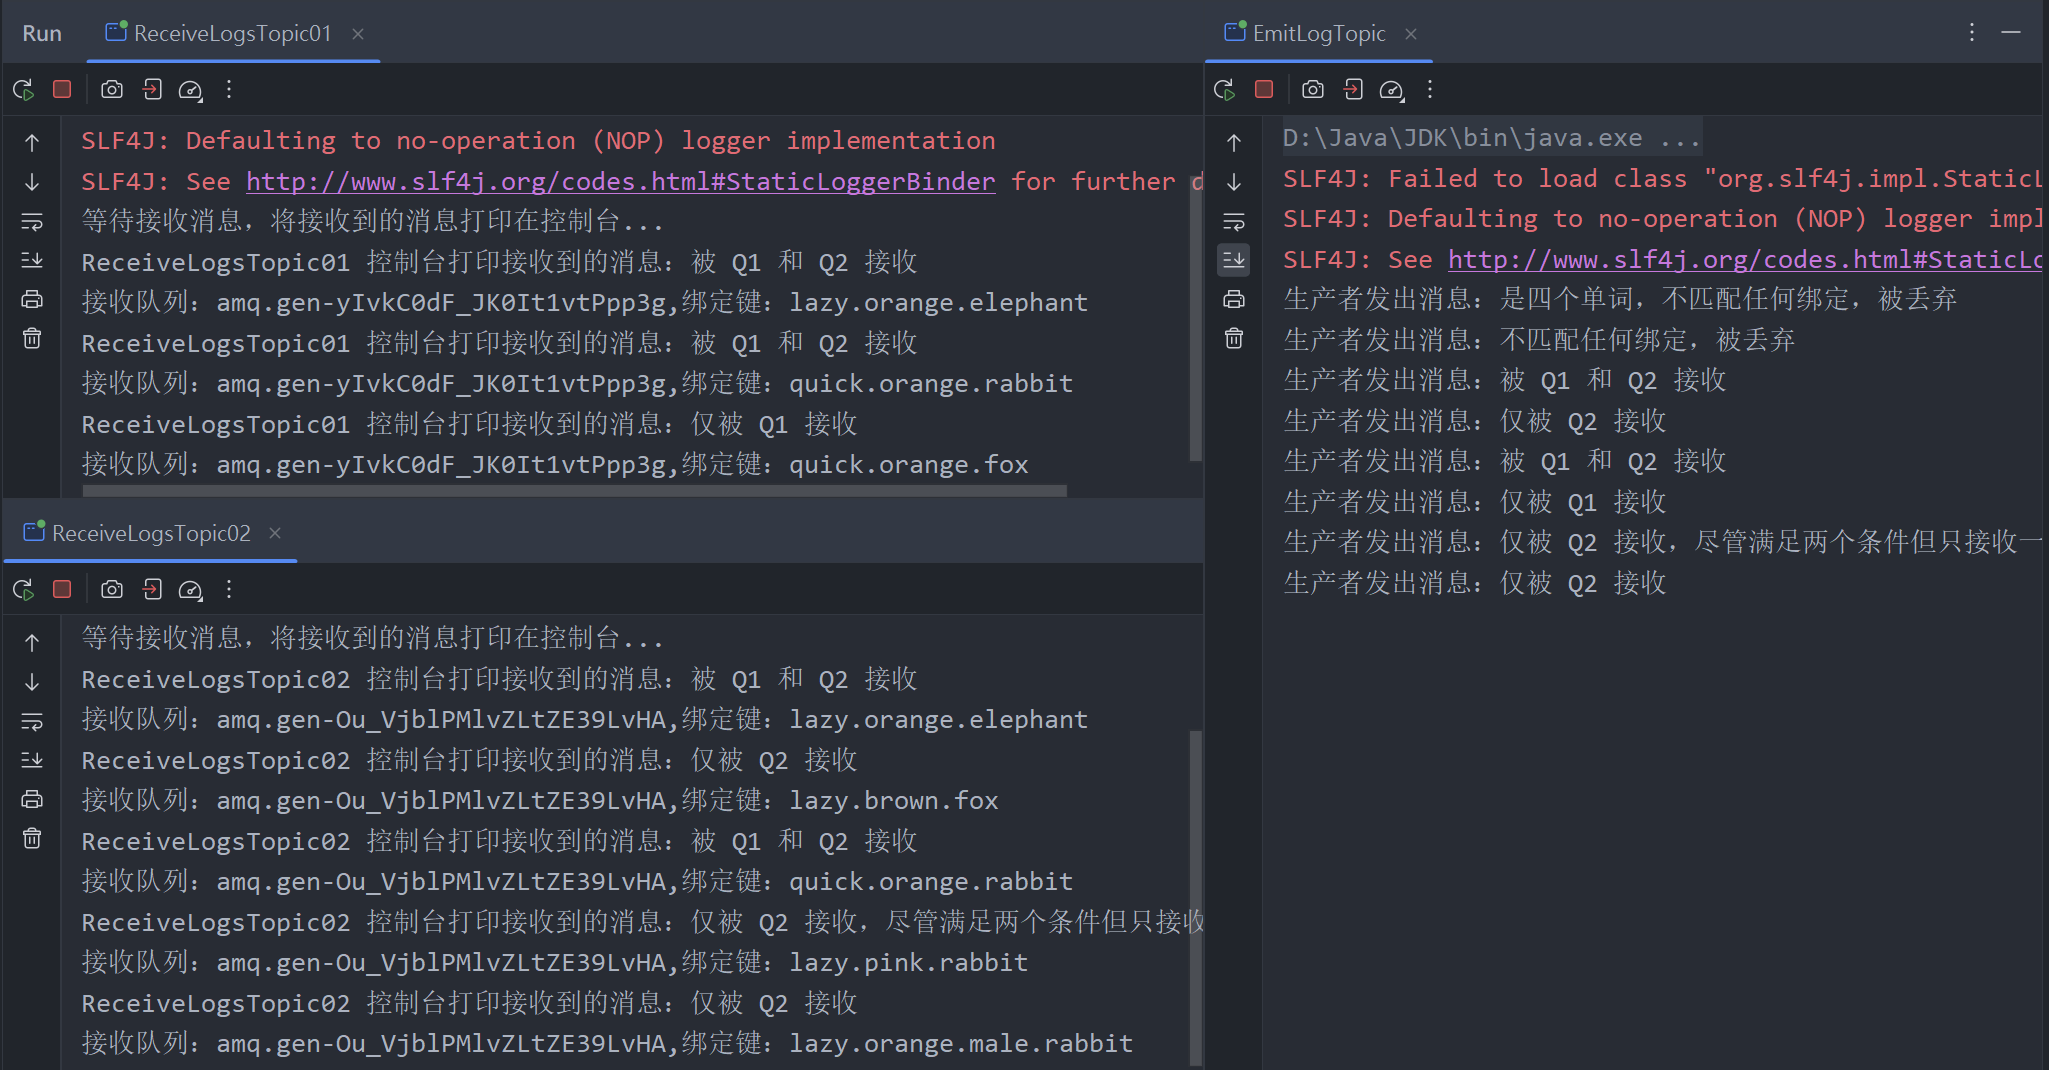 Run
ReceiveLogsTopic01
SLF4J: Defaulting to no-operation (NOP) logger implementation
SLF4J: See http://www.slf4j.org/codes.html#StaticLoggerBinder for further d
等待接收消息，将接收到的消息打印在控制台...
ReceiveLogsTopic01 控制台打印接收到的消息：被 Q1 和 Q2 接收
接收队列：amq.gen-yIvkC0dF_JK0It1vtPpp3g,绑定键：lazy.orange.elephant
ReceiveLogsTopic01 控制台打印接收到的消息：被 Q1 和 Q2 接收
接收队列：amq.gen-yIvkC0dF_JK0It1vtPpp3g,绑定键：quick.orange.rabbit
ReceiveLogsTopic01 控制台打印接收到的消息：仅被 Q1 接收
接收队列：amq.gen-yIvkC0dF_JK0It1vtPpp3g,绑定键：quick.orange.fox
ReceiveLogsTopic02
等待接收消息，将接收到的消息打印在控制台...
ReceiveLogsTopic02 控制台打印接收到的消息：被 Q1 和 Q2 接收
接收队列：amq.gen-Ou_VjblPMlvZLtZE39LvHA,绑定键：lazy.orange.elephant
ReceiveLogsTopic02 控制台打印接收到的消息：仅被 Q2 接收
接收队列：amq.gen-Ou_VjblPMlvZLtZE39LvHA,绑定键：lazy.brown.fox
ReceiveLogsTopic02 控制台打印接收到的消息：被 Q1 和 Q2 接收
接收队列：amq.gen-Ou_VjblPMlvZLtZE39LvHA,绑定键：quick.orange.rabbit
ReceiveLogsTopic02 控制台打印接收到的消息：仅被 Q2 接收，尽管满足两个条件但只接收
接收队列：amq.gen-Ou_VjblPMlvZLtZE39LvHA,绑定键：lazy.pink.rabbit
ReceiveLogsTopic02 控制台打印接收到的消息：仅被 Q2 接收
接收队列：amq.gen-Ou_VjblPMlvZLtZE39LvHA,绑定键：lazy.orange.male.rabbit
EmitLogTopic
D:\Java\JDK\bin\java.exe ...
SLF4J: Failed to load class "org.slf4j.impl.StaticL
SLF4J: Defaulting to no-operation (NOP) logger impl
SLF4J: See http://www.slf4j.org/codes.html#StaticLo
生产者发出消息：是四个单词，不匹配任何绑定，被丢弃
生产者发出消息：不匹配任何绑定，被丢弃
生产者发出消息：被 Q1 和 Q2 接收
生产者发出消息：仅被 Q2 接收
生产者发出消息：被 Q1 和 Q2 接收
生产者发出消息：仅被 Q1 接收
生产者发出消息：仅被 Q2 接收，尽管满足两个条件但只接收一
生产者发出消息：仅被 Q2 接收